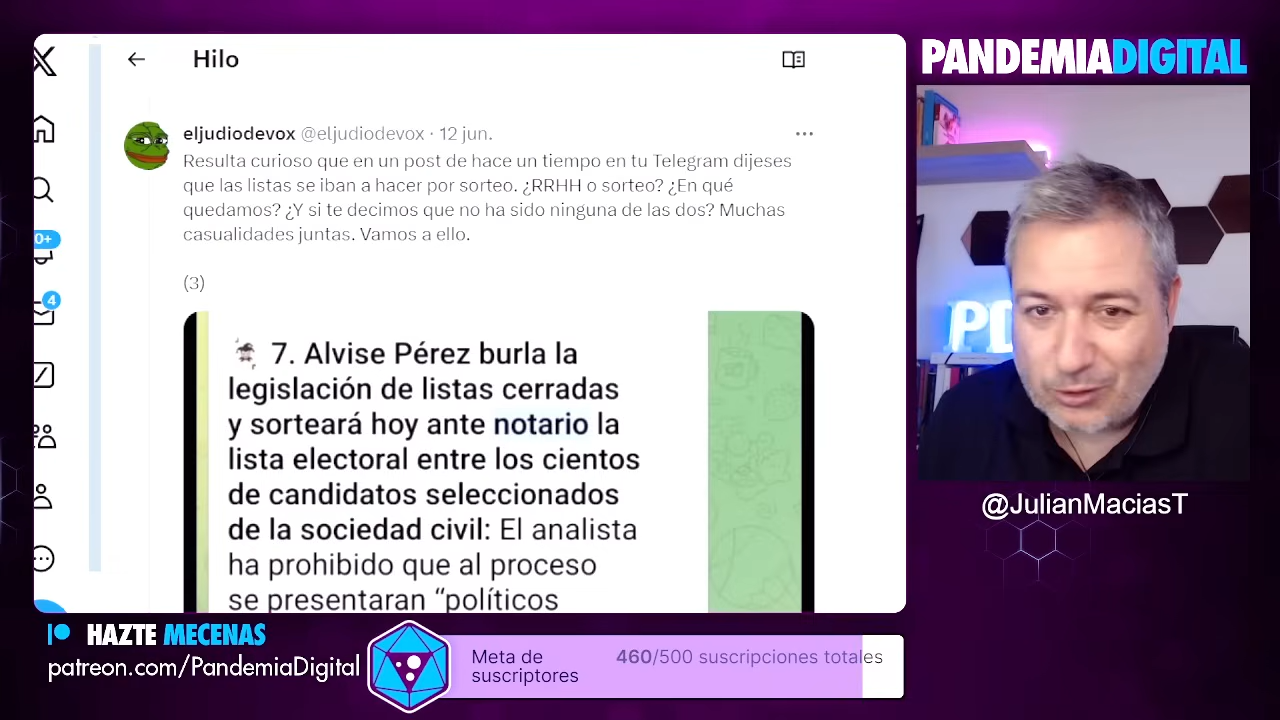 Hilo
eljudiodevox @eljudiodevox · 12 jun.
Resulta curioso que en un post de hace un tiempo en tu Telegram dijeses
que las listas se iban a hacer por sorteo. ¿RRHH o sorteo? ¿En qué
quedamos? ¿Y si te decimos que no ha sido ninguna de las dos? Muchas
casualidades juntas. Vamos a ello.
(3)
7. Alvise Pérez burla la
legislación de listas cerradas
y sorteará hoy ante notario la
lista electoral entre los cientos
de candidatos seleccionados
de la sociedad civil: El analista
ha prohibido que al proceso
se presentaran “políticos
0+
4
PANDEMIADIGITAL
PD
@JulianMaciasT
HAZTE MECENAS
patreon.com/PandemiaDigital
Meta de
suscriptores
460/500 suscripciones totales